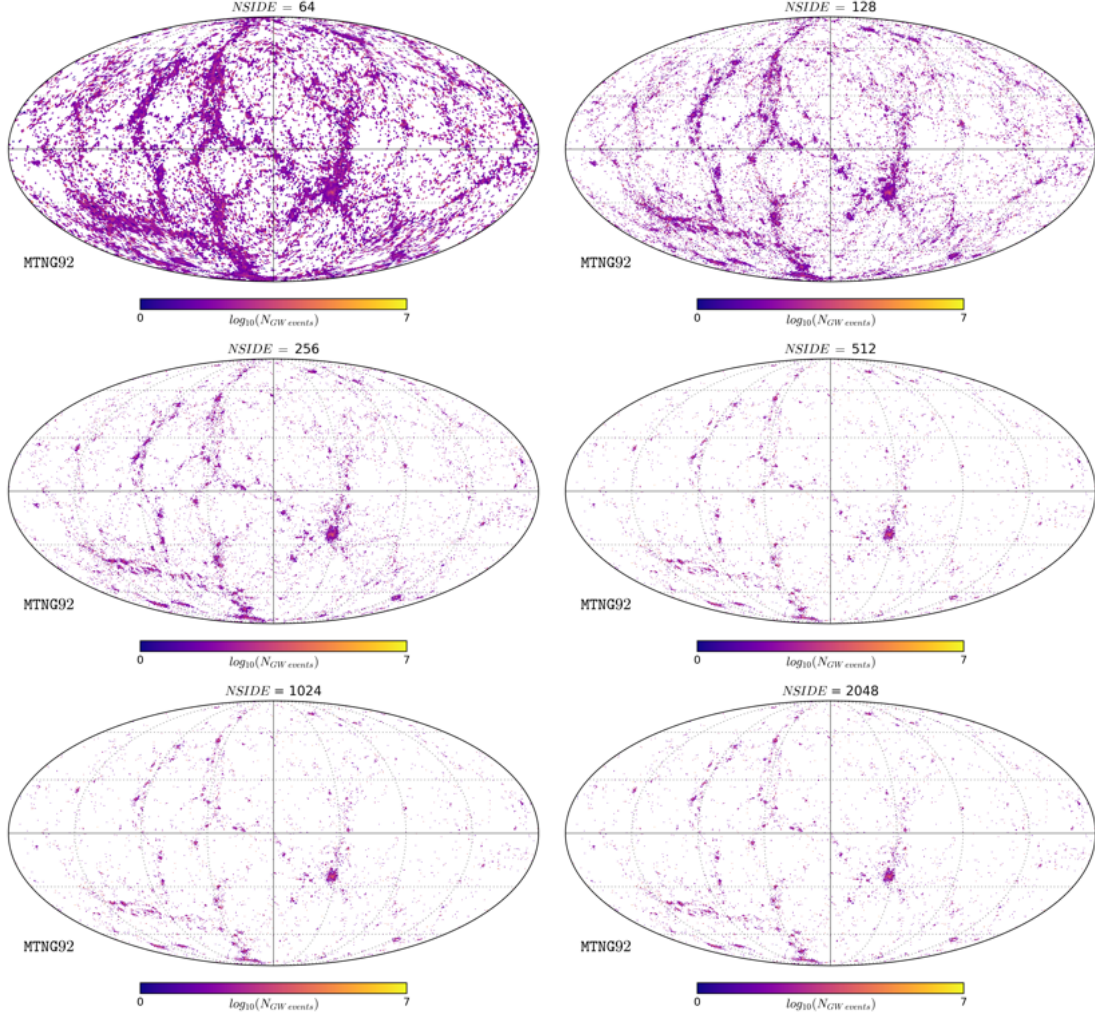 NSIDE = 64
NSIDE = 128
MTNG92
MTNG92
0 7
log10(NGW events)
0 7
log10(NGW events)
NSIDE = 256
NSIDE = 512
MTNG92
MTNG92
0 7
log10(NGW events)
0 7
log10(NGW events)
NSIDE = 1024
NSIDE = 2048
MTNG92
MTNG92
0 7
log10(NGW events)
0 7
log10(NGW events)